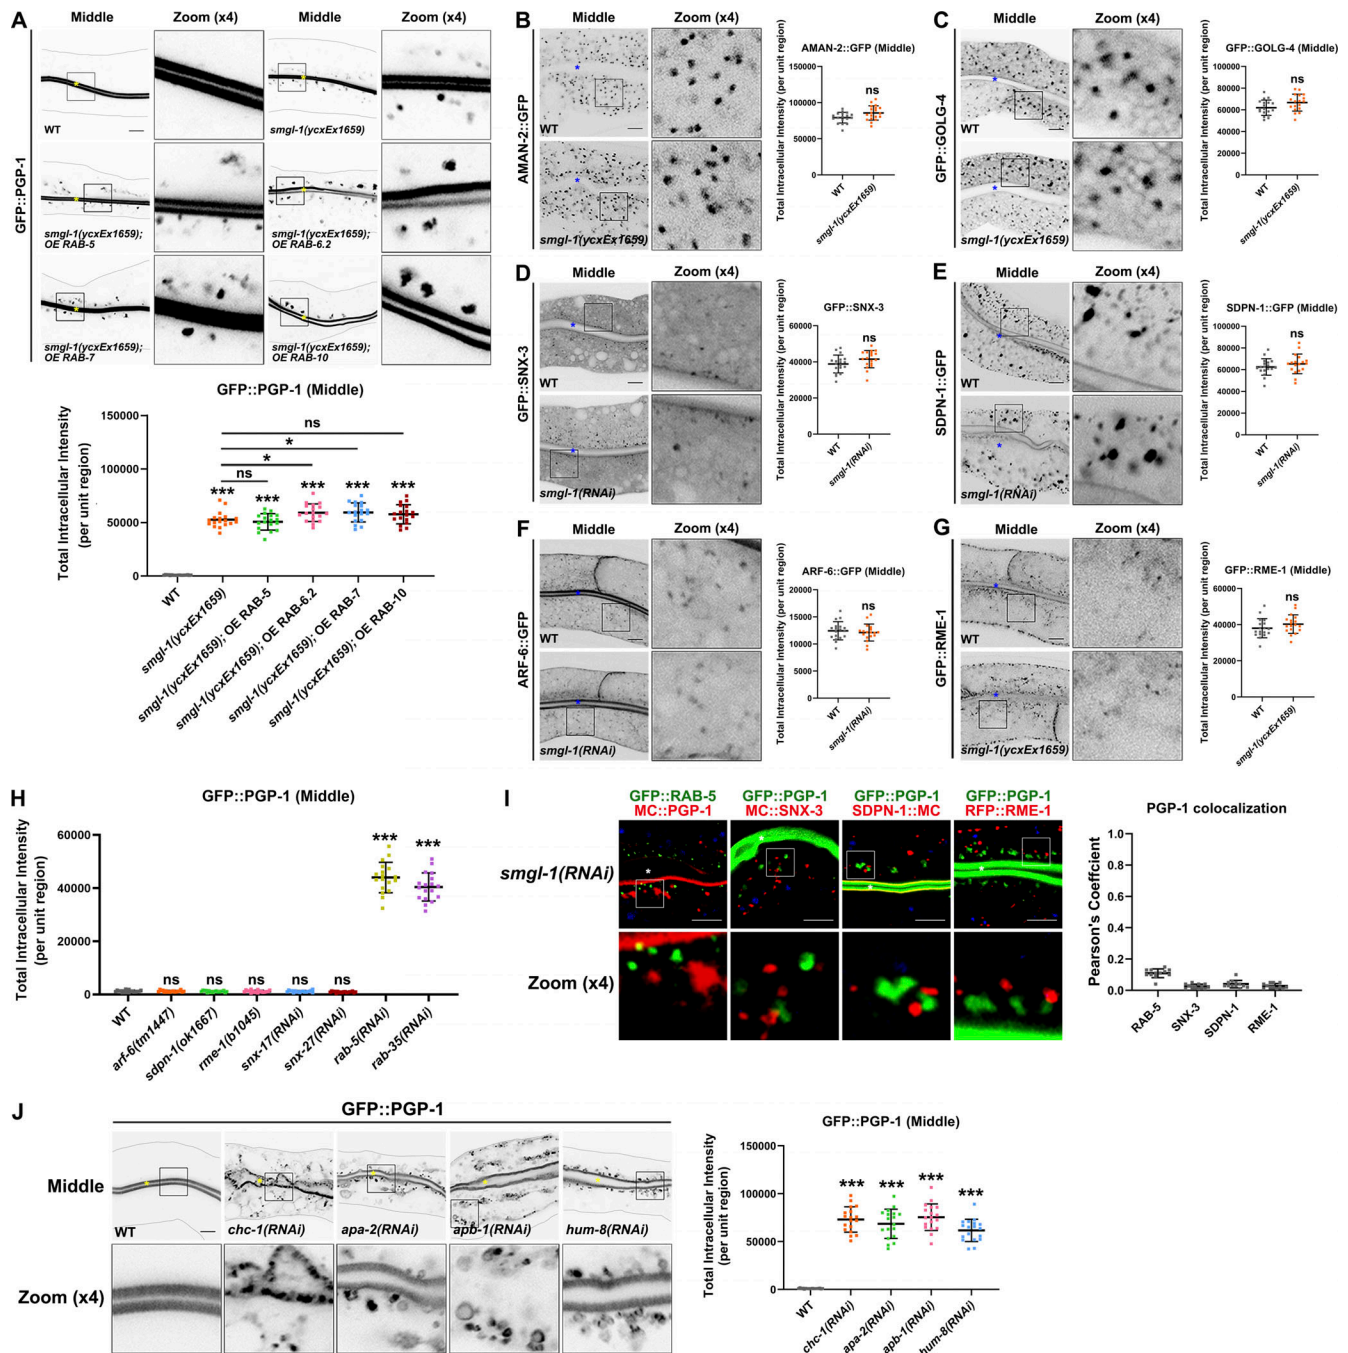 A
Middle
Zoom (x4)
Middle
Zoom (x4)
GFP::PGP-1
WT
smgl-1(ycxEx1659)
smgl-1(ycxEx1659);
OE RAB-5
smgl-1(ycxEx1659);
OE RAB-6.2
smgl-1(ycxEx1659);
OE RAB-7
smgl-1(ycxEx1659);
OE RAB-10
GFP::PGP-1 (Middle)
Total Intracellular Intensity
(per unit region)
150000
100000
50000
0
ns
*
*
ns
*** *** *** *** ***
WT
smgl-1(ycxEx1659)
smgl-1(ycxEx1659); OE RAB-5
smgl-1(ycxEx1659); OE RAB-6.2
smgl-1(ycxEx1659); OE RAB-7
smgl-1(ycxEx1659); OE RAB-10
B
Middle
Zoom (x4)
AMAN-2::GFP
WT
smgl-1(ycxEx1659)
AMAN-2::GFP (Middle)
Total Intracellular Intensity (per unit region)
150000
100000
50000
0
ns
WT
smgl-1(ycxEx1659)
C
Middle
Zoom (x4)
GFP::GOLG-4
WT
smgl-1(ycxEx1659)
GFP::GOLG-4 (Middle)
Total Intracellular Intensity (per unit region)
100000
80000
60000
40000
20000
0
ns
WT
smgl-1(ycxEx1659)
D
Middle
Zoom (x4)
GFP::SNX-3
WT
smgl-1(RNAi)
GFP::SNX-3
Total Intracellular Intensity (per unit region)
60000
40000
20000
0
ns
WT
smgl-1(RNAi)
E
Middle
Zoom (x4)
SDPN-1::GFP
WT
smgl-1(RNAi)
SDPN-1::GFP (Middle)
Total Intracellular Intensity (per unit region)
100000
80000
60000
40000
20000
0
ns
WT
smgl-1(RNAi)
F
Middle
Zoom (x4)
ARF-6::GFP
WT
smgl-1(RNAi)
ARF-6::GFP (Middle)
Total Intracellular Intensity (per unit region)
20000
15000
10000
5000
0
ns
WT
smgl-1(RNAi)
G
Middle
Zoom (x4)
GFP::RME-1
WT
smgl-1(ycxEx1659)
GFP::RME-1 (Middle)
Total Intracellular Intensity (per unit region)
60000
40000
20000
0
ns
WT
smgl-1(ycxEx1659)
H
GFP::PGP-1 (Middle)
Total Intracellular Intensity
(per unit region)
60000
40000
20000
0
ns ns ns ns ns *** ***
WT
arf-6(tm1447)
sdpn-1(ok1667)
rme-1(b1045)
snx-17(RNAi)
snx-27(RNAi)
rab-5(RNAi)
rab-35(RNAi)
I
GFP::RAB-5
MC::PGP-1
GFP::PGP-1
MC::SNX-3
GFP::PGP-1
SDPN-1::MC
GFP::PGP-1
RFP::RME-1
smgl-1(RNAi)
Zoom (x4)
PGP-1 colocalization
Pearson's Coeffcient
1.0
0.8
0.6
0.4
0.2
0.0
RAB-5
SNX-3
SDPN-1
RME-1
J
GFP::PGP-1
Middle
WT
chc-1(RNAi)
apa-2(RNAi)
apb-1(RNAi)
hum-8(RNAi)
Zoom (x4)
GFP::PGP-1 (Middle)
Total Intracellular Intensity
(per unit region)
150000
100000
75000
50000
25000
0
*** *** *** ***
WT
chc-1(RNAi)
apa-2(RNAi)
apb-1(RNAi)
hum-8(RNAi)